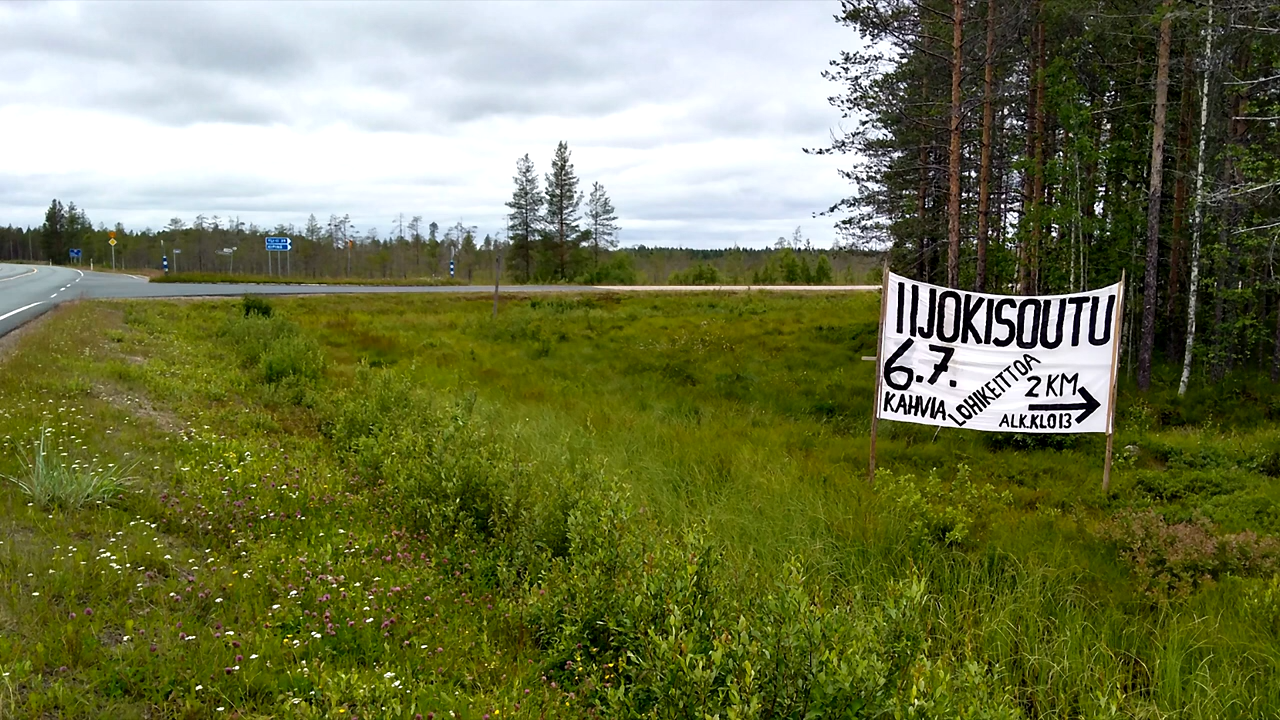 IIJOKISOUTU
6.7.
KAHVIA LOHIKEITTOA
2 KM
ALK.KLO13